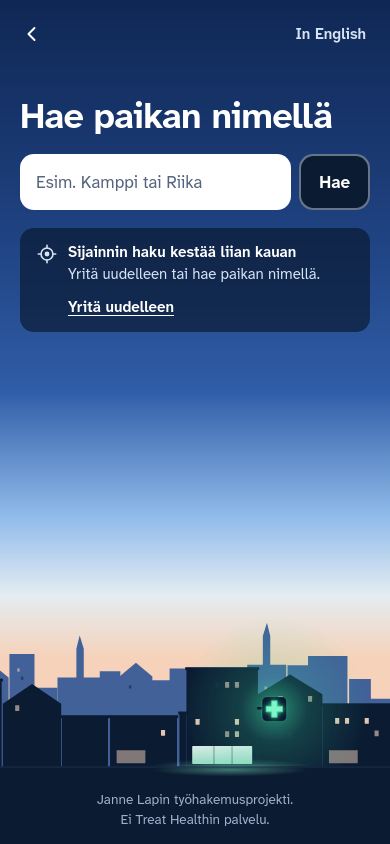 In English
Hae paikan nimellä
Esim. Kamppi tai Riika
Hae
Sijainnin haku kestää liian kauan
Yritä uudelleen tai hae paikan nimellä.
Yritä uudelleen
Janne Lapin työhakemusprojekti.
Ei Treat Healthin palvelu.